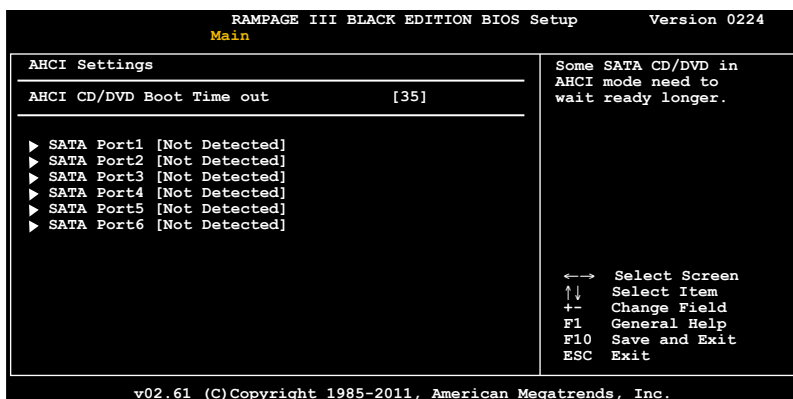 RAMPAGE III BLACK EDITION BIOS Setup Version 0224
Main
AHCI Settings
AHCI CD/DVD Boot Time out [35]
▶ SATA Port1 [Not Detected]
▶ SATA Port2 [Not Detected]
▶ SATA Port3 [Not Detected]
▶ SATA Port4 [Not Detected]
▶ SATA Port5 [Not Detected]
▶ SATA Port6 [Not Detected]
Some SATA CD/DVD in
AHCI mode need to
wait ready longer.
←→ Select Screen
↑↓ Select Item
+- Change Field
F1 General Help
F10 Save and Exit
ESC Exit
v02.61 (C)Copyright 1985-2011, American Megatrends, Inc.